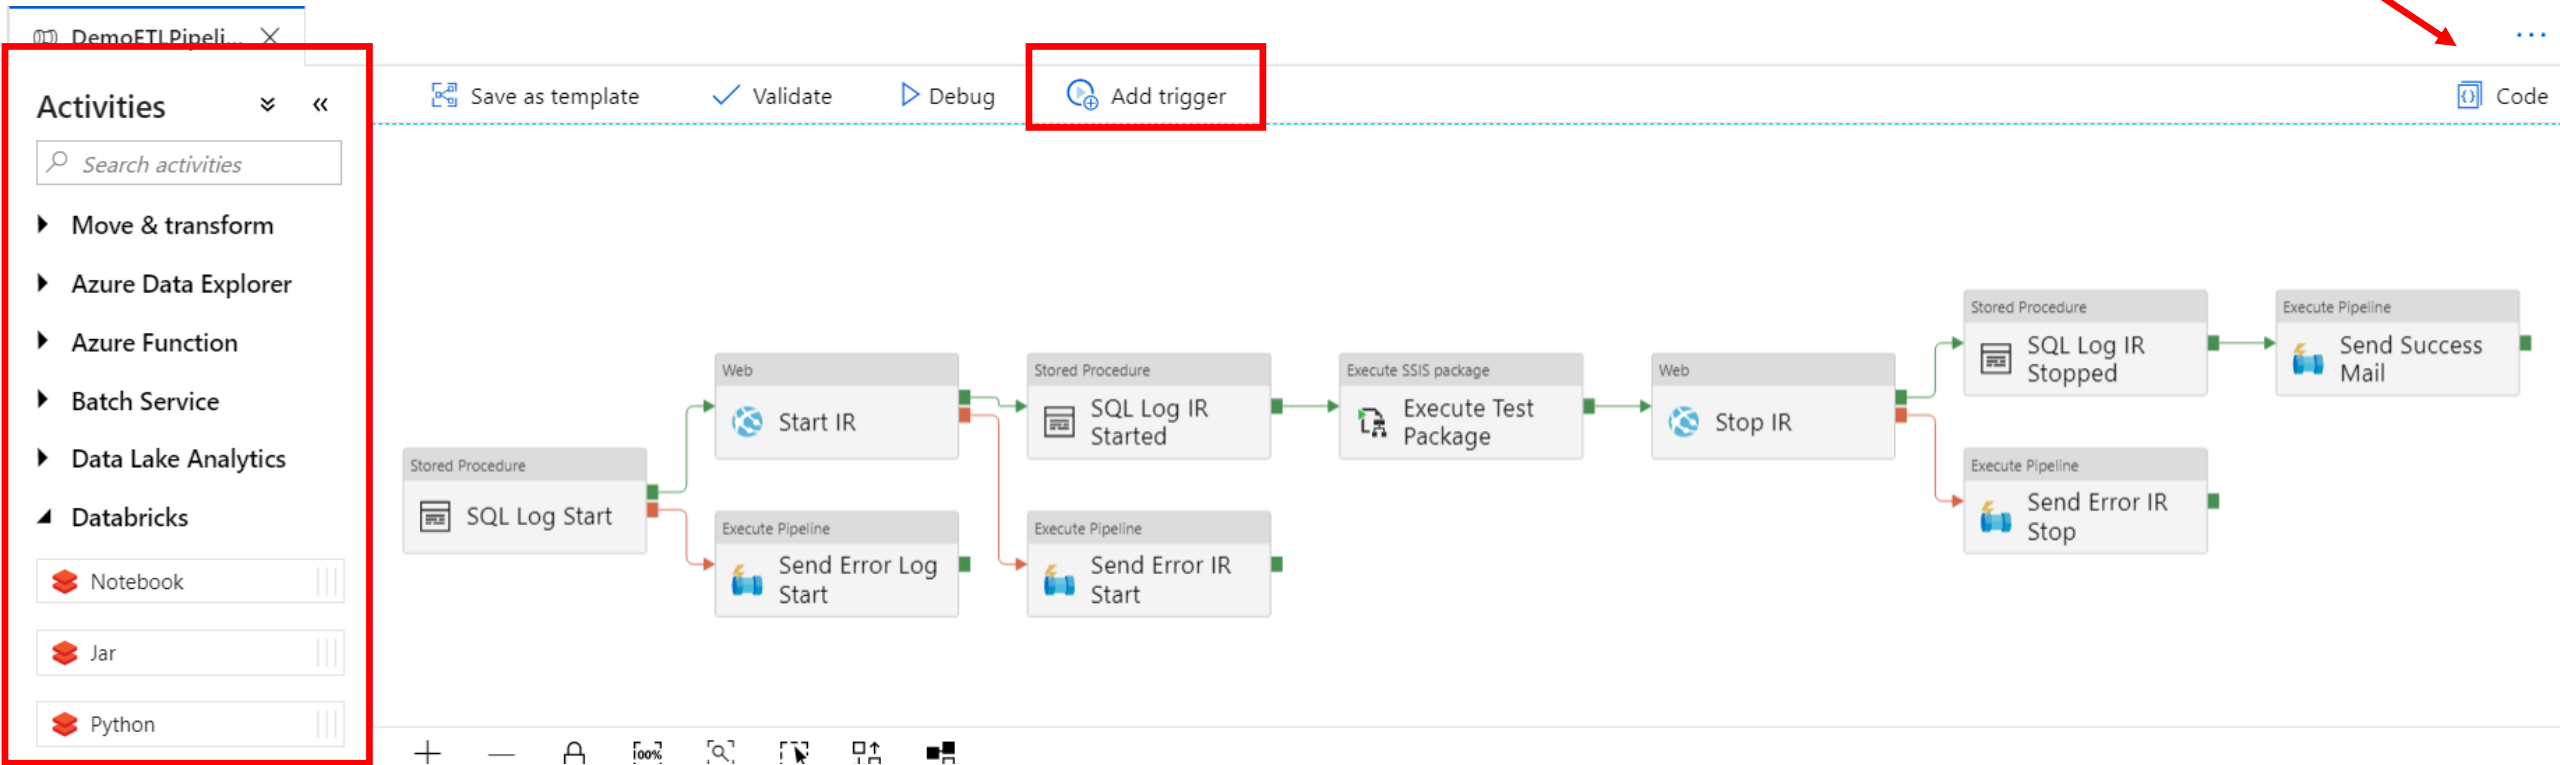 DemoETLPipeli...
Activities
Search activities
Move & transform
Azure Data Explorer
Azure Function
Batch Service
Data Lake Analytics
Databricks
Notebook
Jar
Python
Save as template
Validate
Debug
Add trigger
Code
Stored Procedure
SQL Log Start
Web
Start IR
Execute Pipeline
Send Error Log
Start
Stored Procedure
SQL Log IR
Started
Execute Pipeline
Send Error IR
Start
Execute SSIS package
Execute Test
Package
Web
Stop IR
Stored Procedure
SQL Log IR
Stopped
Execute Pipeline
Send Error IR
Stop
Execute Pipeline
Send Success
Mail
100%